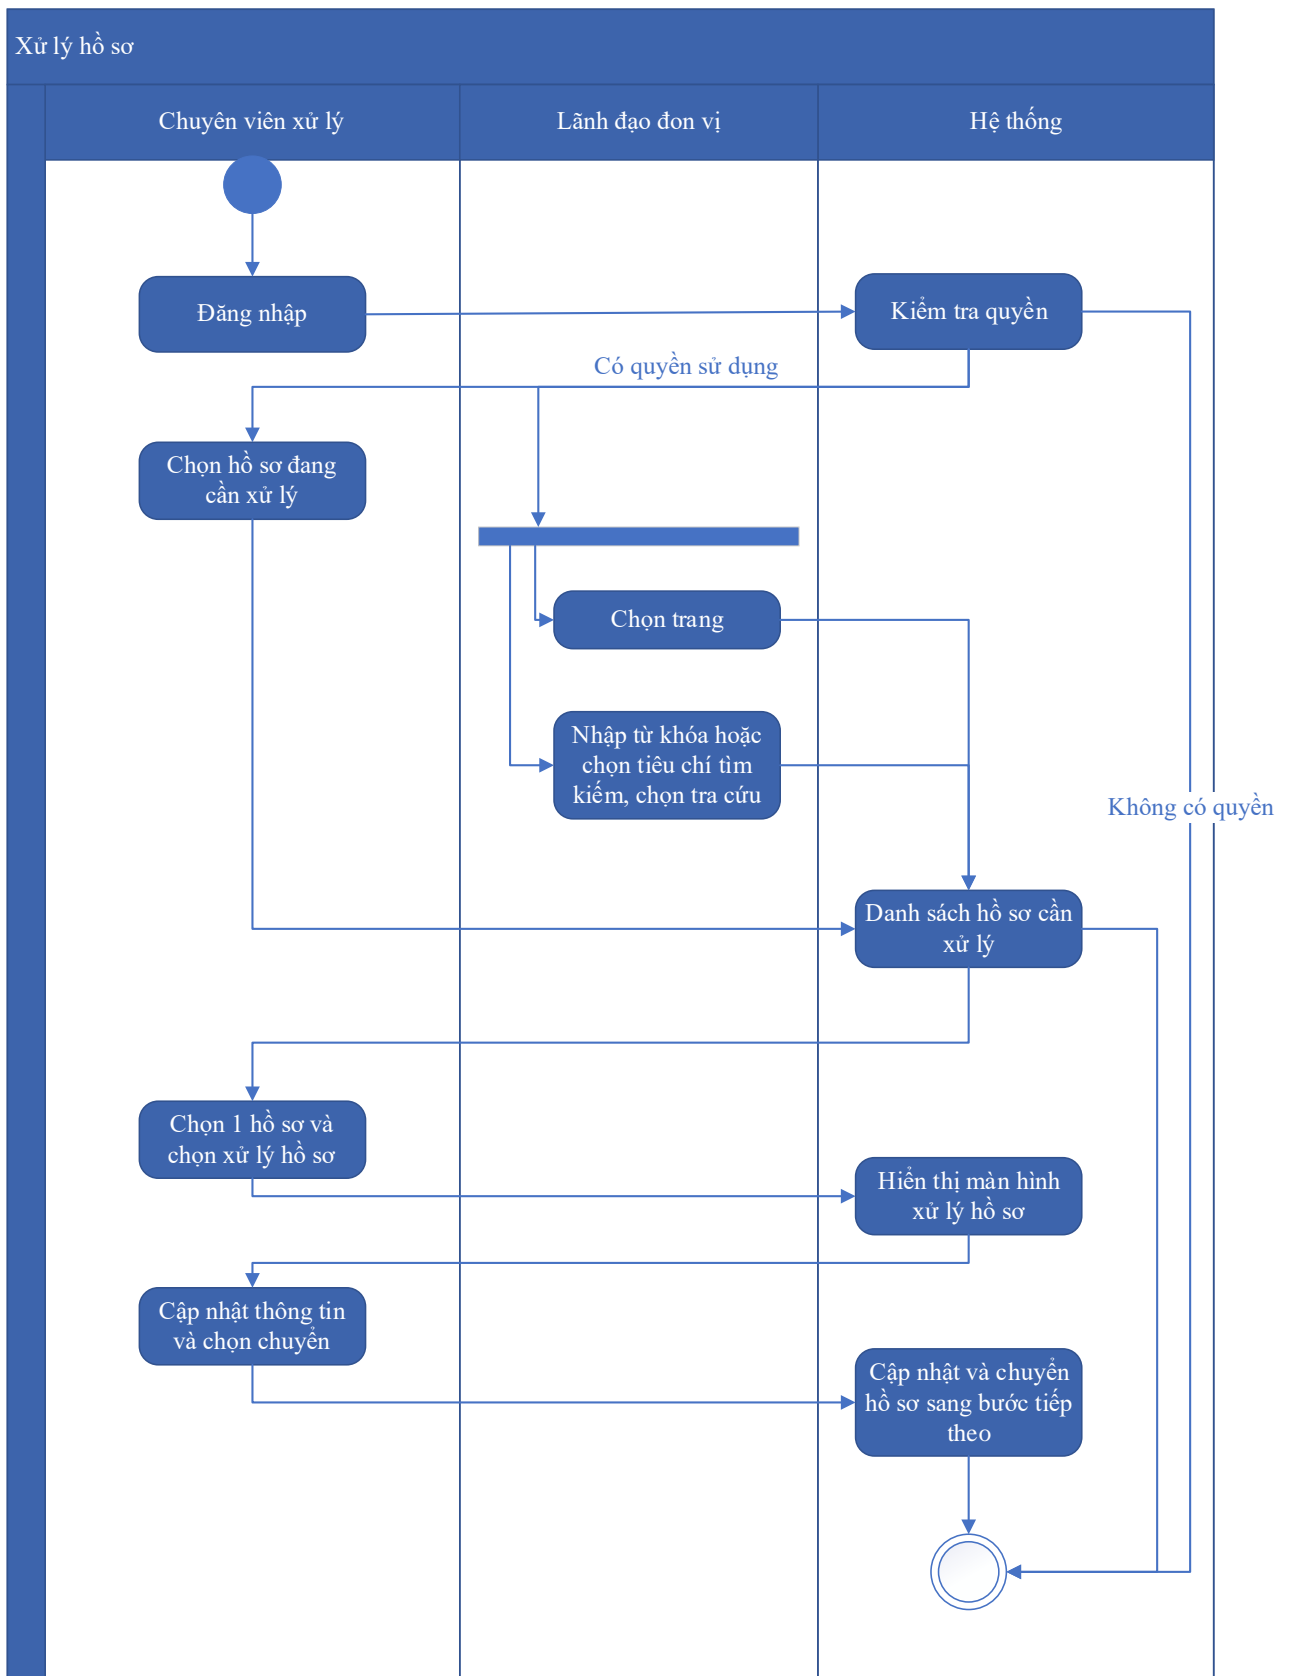 Xử lý hồ sơ
Chuyên viên xử lý
Lãnh đạo đon vị
Hệ thống
Đăng nhập
Kiểm tra quyền
Có quyền sử dụng
Chọn hồ sơ đang
cần xử lý
Chọn trang
Nhập từ khóa hoặc
chọn tiêu chí tìm
kiếm, chọn tra cứu
Không có quyền
Danh sách hồ sơ cần
xử lý
Chọn 1 hồ sơ và
chọn xử lý hồ sơ
Hiển thị màn hình
xử lý hồ sơ
Cập nhật thông tin
và chọn chuyển
Cập nhật và chuyển
hồ sơ sang bước tiếp
theo